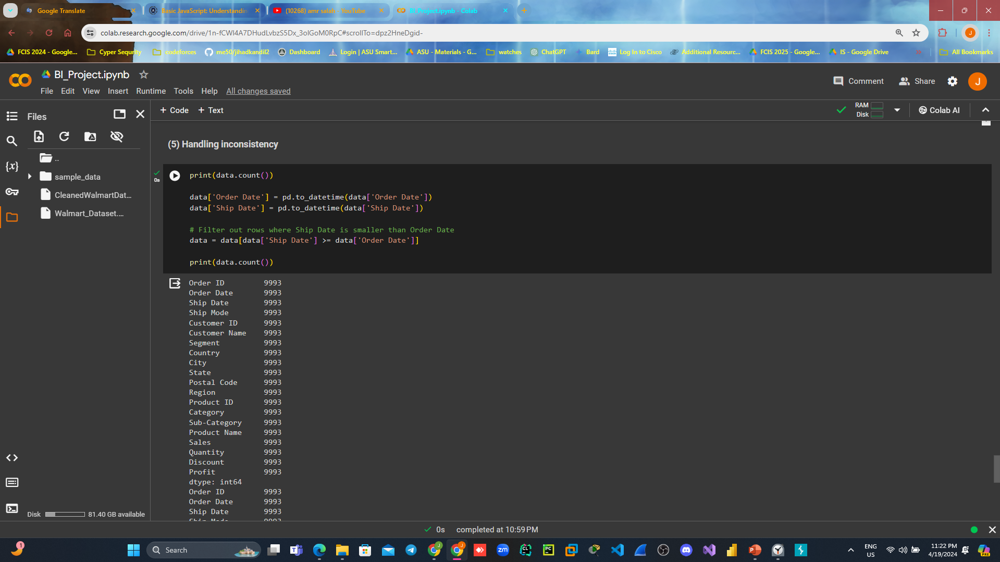 Google Translate
Basic JavaScript: Understandin
(10268) amr salah - YouTube
BI_Project.ipynb - Colab
colab.research.google.com/drive/1n-fCWl4A7DHudLvbzS5Dx_3oIGoM0RpC#scrollTo=dpz2HneDgid-
FCIS 2024 - Google...
Cyper Sequrity
codeforces
me50/jihadkandil2
Dashboard
Login | ASU Smart...
ASU - Materials - G...
watches
ChatGPT
Bard
Log In to Cisco
Additional Resourc...
FCIS 2025 - Google...
IS - Google Drive
All Bookmarks
BI_Project.ipynb
Comment
Share
J
File Edit View Insert Runtime Tools Help All changes saved
Files
+ Code + Text
RAM
Disk
Colab AI
..
sample_data
CleanedWalmartDat...
Walmart_Dataset....
{x}
(5) Handling inconsistency
0s
print(data.count())
data['Order Date'] = pd.to_datetime(data['Order Date'])
data['Ship Date'] = pd.to_datetime(data['Ship Date'])
# Filter out rows where Ship Date is smaller than Order Date
data = data[data['Ship Date'] >= data['Order Date']]
print(data.count())
Order ID 9993
Order Date 9993
Ship Date 9993
Ship Mode 9993
Customer ID 9993
Customer Name 9993
Segment 9993
Country 9993
City 9993
State 9993
Postal Code 9993
Region 9993
Product ID 9993
Category 9993
Sub-Category 9993
Product Name 9993
Sales 9993
Quantity 9993
Discount 9993
Profit 9993
dtype: int64
Order ID 9993
Order Date 9993
Ship Date 9993
Ship Mode 9993
Disk 81.40 GB available
0s completed at 10:59 PM
1
Search
ENG
US
11:22 PM
4/19/2024